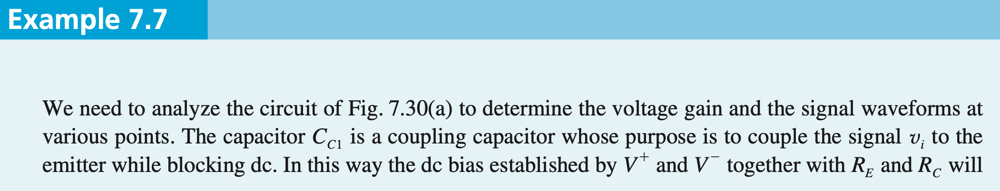 Example 7.7
We need to analyze the circuit of Fig. 7.30(a) to determine the voltage gain and the signal waveforms at
various points. The capacitor C_{C1} is a coupling capacitor whose purpose is to couple the signal v_i to the
emitter while blocking dc. In this way the dc bias established by V^+ and V^− together with R_E and R_C will